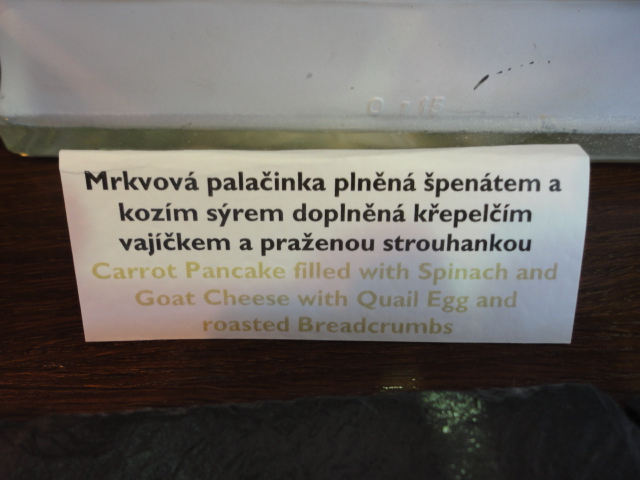 Mrkvová palačinka plněná špenátem a
kozím sýrem doplněná křepelčím
vajíčkem a praženou strouhankou
Carrot Pancake filled with Spinach and
Goat Cheese with Quail Egg and
roasted Breadcrumbs